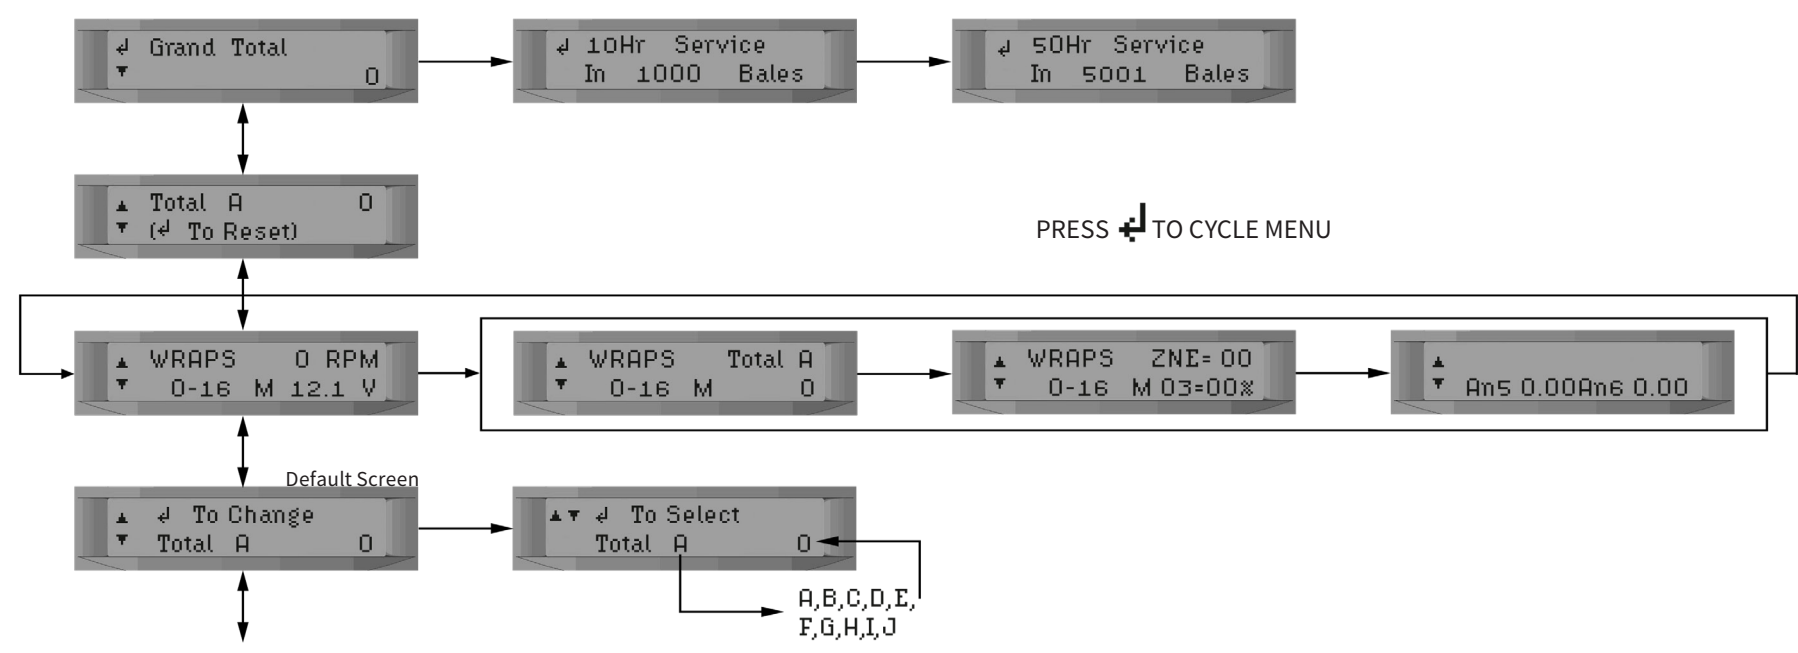 ↲ Grand Total
▼ 0
↲ 10Hr Service
In 1000 Bales
↲ 50Hr Service
In 5001 Bales
▲ Total A 0
▼ (↲ To Reset)
PRESS ↲ TO CYCLE MENU
▲ WRAPS 0 RPM
▼ 0-16 M 12.1 V
▲ WRAPS Total A
▼ 0-16 M 0
▲ WRAPS ZNE= 00
▼ 0-16 M 03=00%
▲
▼ An5 0.00An6 0.00
Default Screen
▲ ↲ To Change
▼ Total A 0
▲▼ ↲ To Select
Total A 0
A,B,C,D,E,
F,G,H,I,J